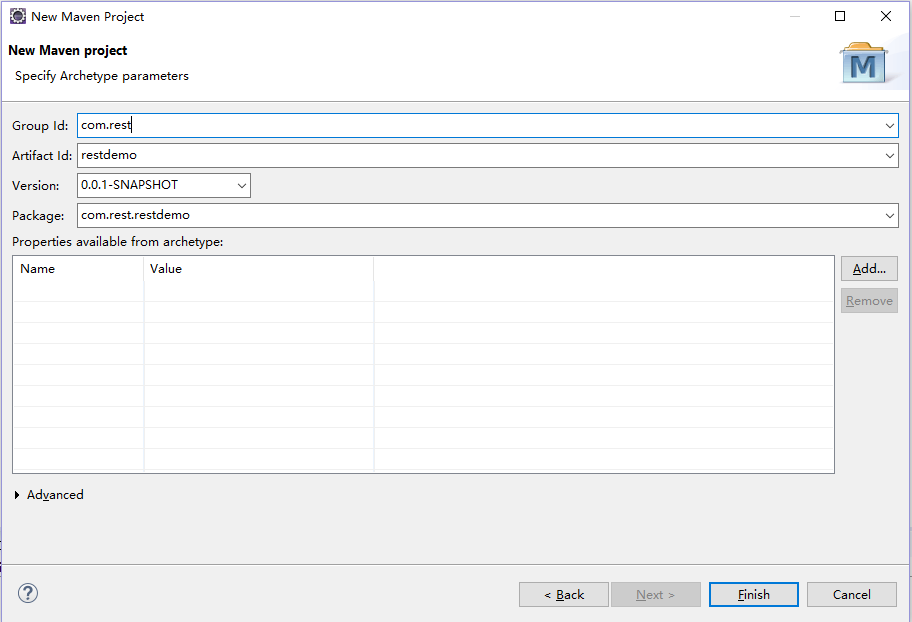 New Maven Project
New Maven project
Specify Archetype parameters
M
Group Id: com.rest
Artifact Id: restdemo
Version: 0.0.1-SNAPSHOT
Package: com.rest.restdemo
Properties available from archetype:
Name Value
Add...
Remove
Advanced
? < Back Next > Finish Cancel